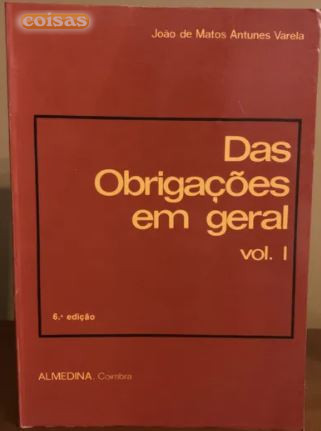 coisas
João de Matos Antunes Varela
Das
Obrigações
em geral
vol. I
6.ª edição
ALMEDINA. Coimbra